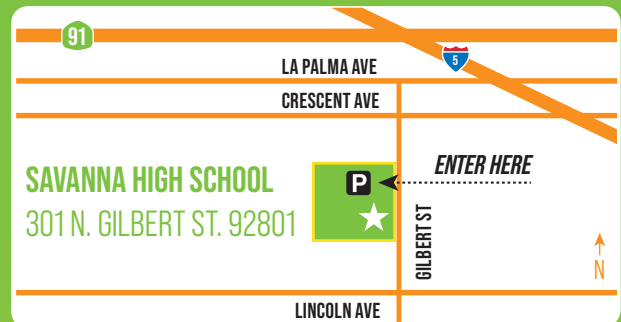 91
5
LA PALMA AVE
CRESCENT AVE
SAVANNA HIGH SCHOOL
301 N. GILBERT ST. 92801
P
ENTER HERE
GILBERT ST
N
LINCOLN AVE